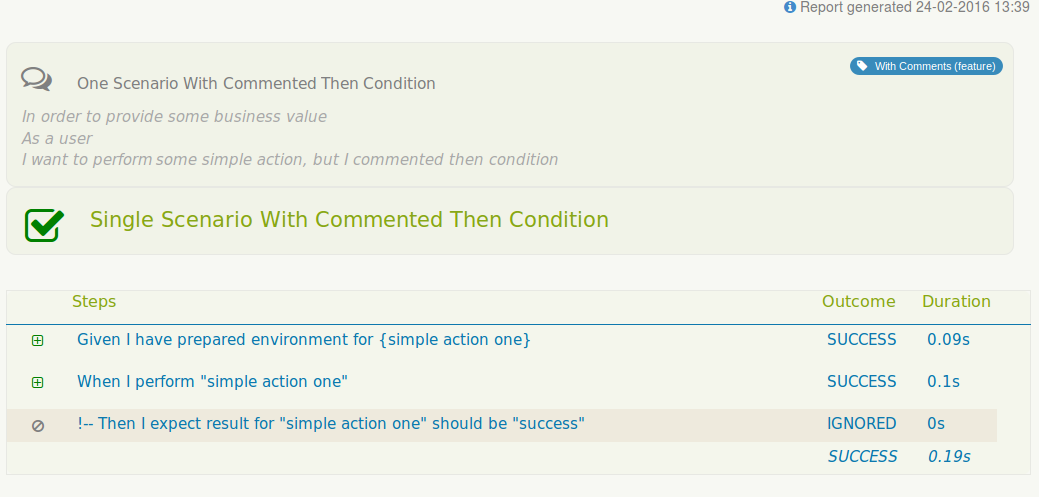 Report generated 24-02-2016 13:39
One Scenario With Commented Then Condition
With Comments (feature)
In order to provide some business value
As a user
I want to perform some simple action, but I commented then condition
Single Scenario With Commented Then Condition
Steps Outcome Duration
Given I have prepared environment for {simple action one} SUCCESS 0.09s
When I perform "simple action one" SUCCESS 0.1s
!-- Then I expect result for "simple action one" should be "success" IGNORED 0s
SUCCESS 0.19s